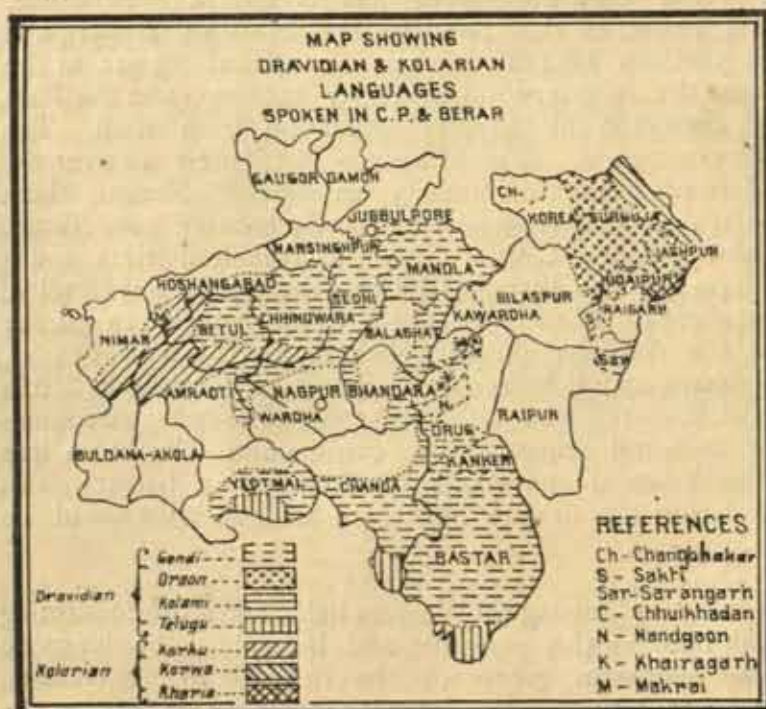 MAP SHOWING
DRAVIDIAN & KOLARIAN
LANGUAGES
SPOKEN IN C.P. & BERAR
SAUGOR
DAMOH
JUBBULPORE
CH.
KOREA
SURGUJA
JASHPUR
NARSINGHPUR
MANDLA
UDAIPUR
HOSHANGABAD
SEONI
BILASPUR
RAIGARH
NIMAR
M
BETUL
CHHINDWARA
BALAGHAT
KAWARDHA
S
SAR
AMRAOTI
NAGPUR
BHANDARA
N
RAIPUR
WARDHA
DRUG
BULDANA-AKOLA
KANKER
YEOTMAL
CHANDA
BASTAR
Dravidian
Gondi
Oraon
Kolami
Telugu
Kolarian
Korku
Korwa
Kharia
REFERENCES
Ch-Changbhakar
S - Sakti
Sar-Sarangarh
C - Chhuikhadan
N - Nandgaon
K - Khairagarh
M - Makrai